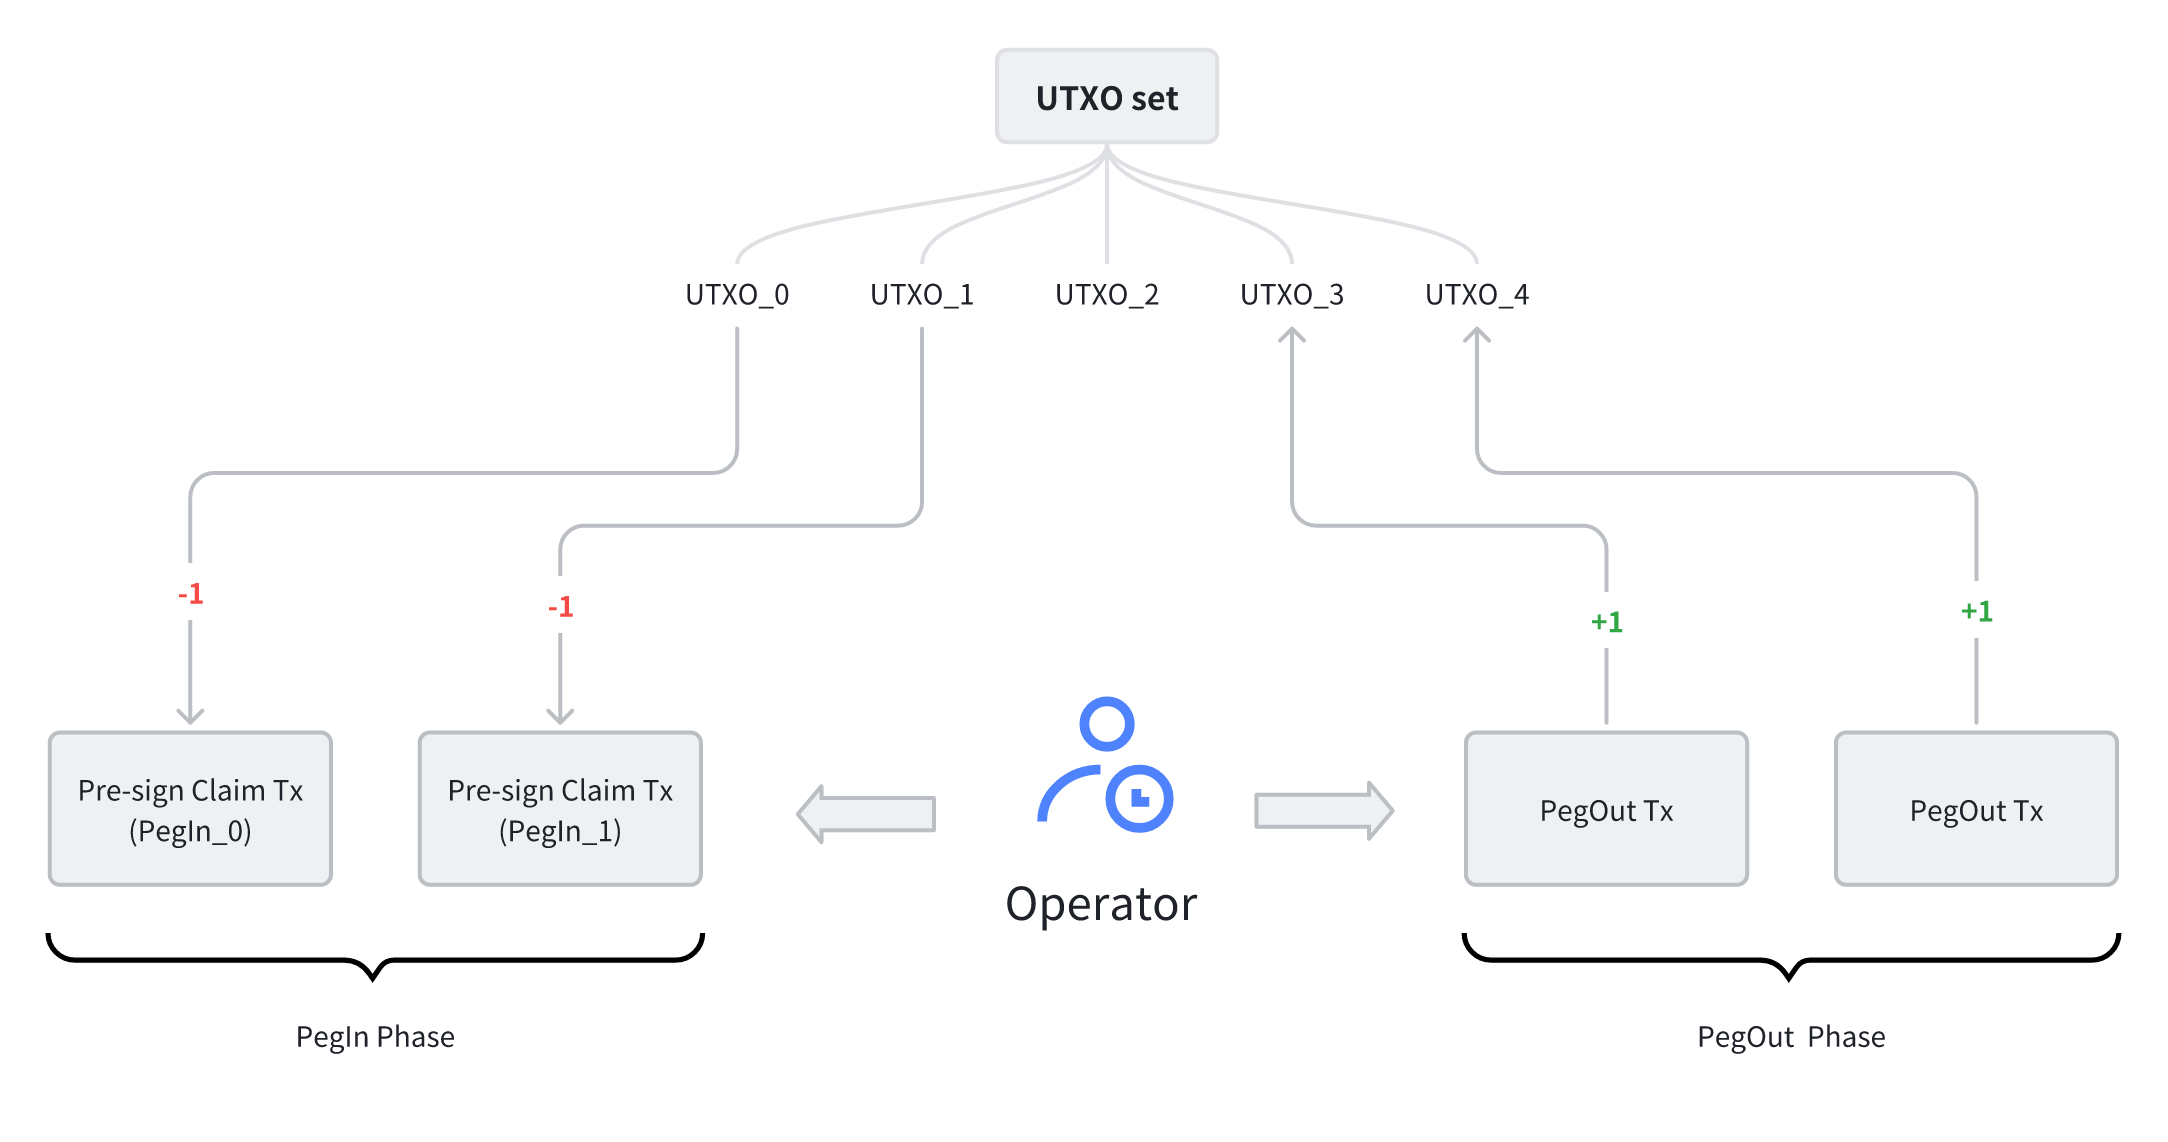 UTXO set
UTXO_0
UTXO_1
UTXO_2
UTXO_3
UTXO_4
-1
-1
+1
+1
Pre-sign Claim Tx
(PegIn_0)
Pre-sign Claim Tx
(PegIn_1)
Operator
PegOut Tx
PegOut Tx
PegIn Phase
PegOut  Phase